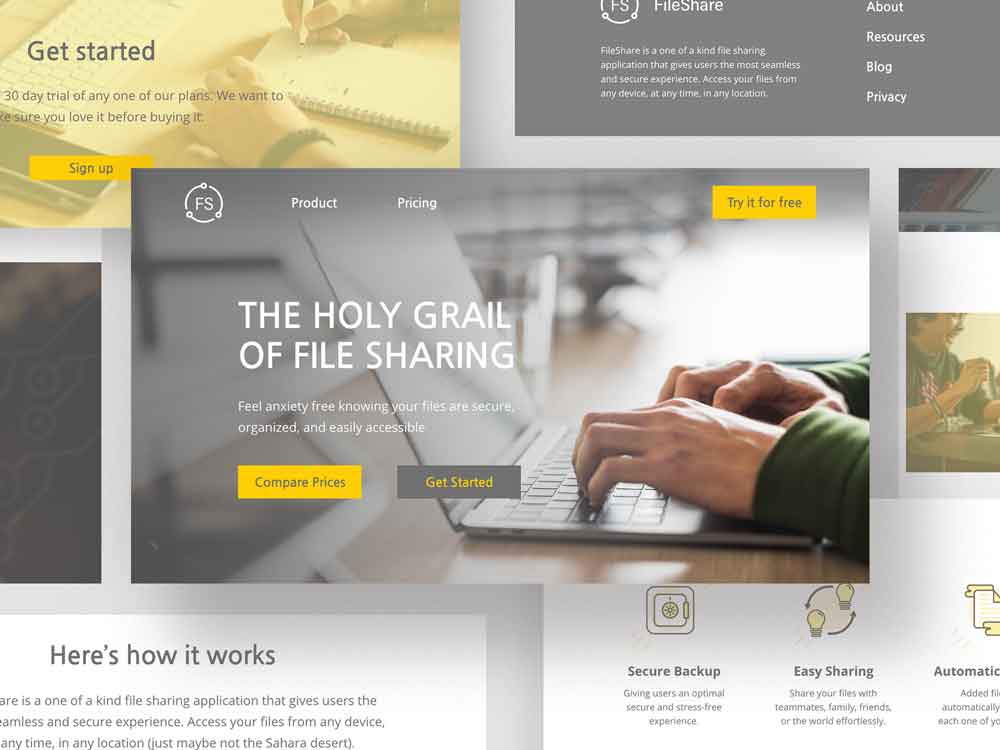 Get started
30 day trial of any one of our plans. We want to
sure you love it before buying it.
Sign up
FS
FileShare
FileShare is a one of a kind file sharing
application that gives users the most seamless
and secure experience. Access your files from
any device, at any time, in any location.
About
Resources
Blog
Privacy
FS
Product
Pricing
Try it for free
THE HOLY GRAIL
OF FILE SHARING
Feel anxiety free knowing your files are secure,
organized, and easily accessible
Compare Prices
Get Started
Here's how it works
is a one of a kind file sharing application that gives users the
and secure experience. Access your files from any device,
any time, in any location (just maybe not the Sahara desert).
Secure Backup
Giving users an optimal
secure and stress-free
experience.
Easy Sharing
Share your files with
teammates, family, friends,
or the world effortlessly.
Added
automatically
each one of